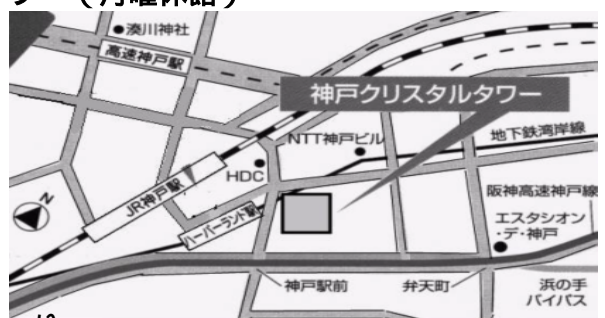 (月曜休館)
湊川神社
高速神戸駅
神戸クリスタルタワー
NTT神戸ビル
地下鉄湾岸線
HDC
JR神戸駅
阪神高速神戸線
N
ハーバーランド駅
エスタシオン
・デ・神戸
神戸駅前
弁天町
浜の手
バイパス